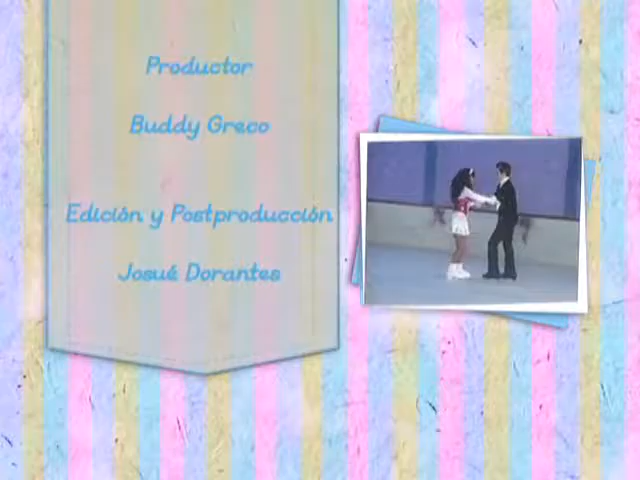 Productor
Buddy Greco
Edición y Postproducción
Josué Dorantes